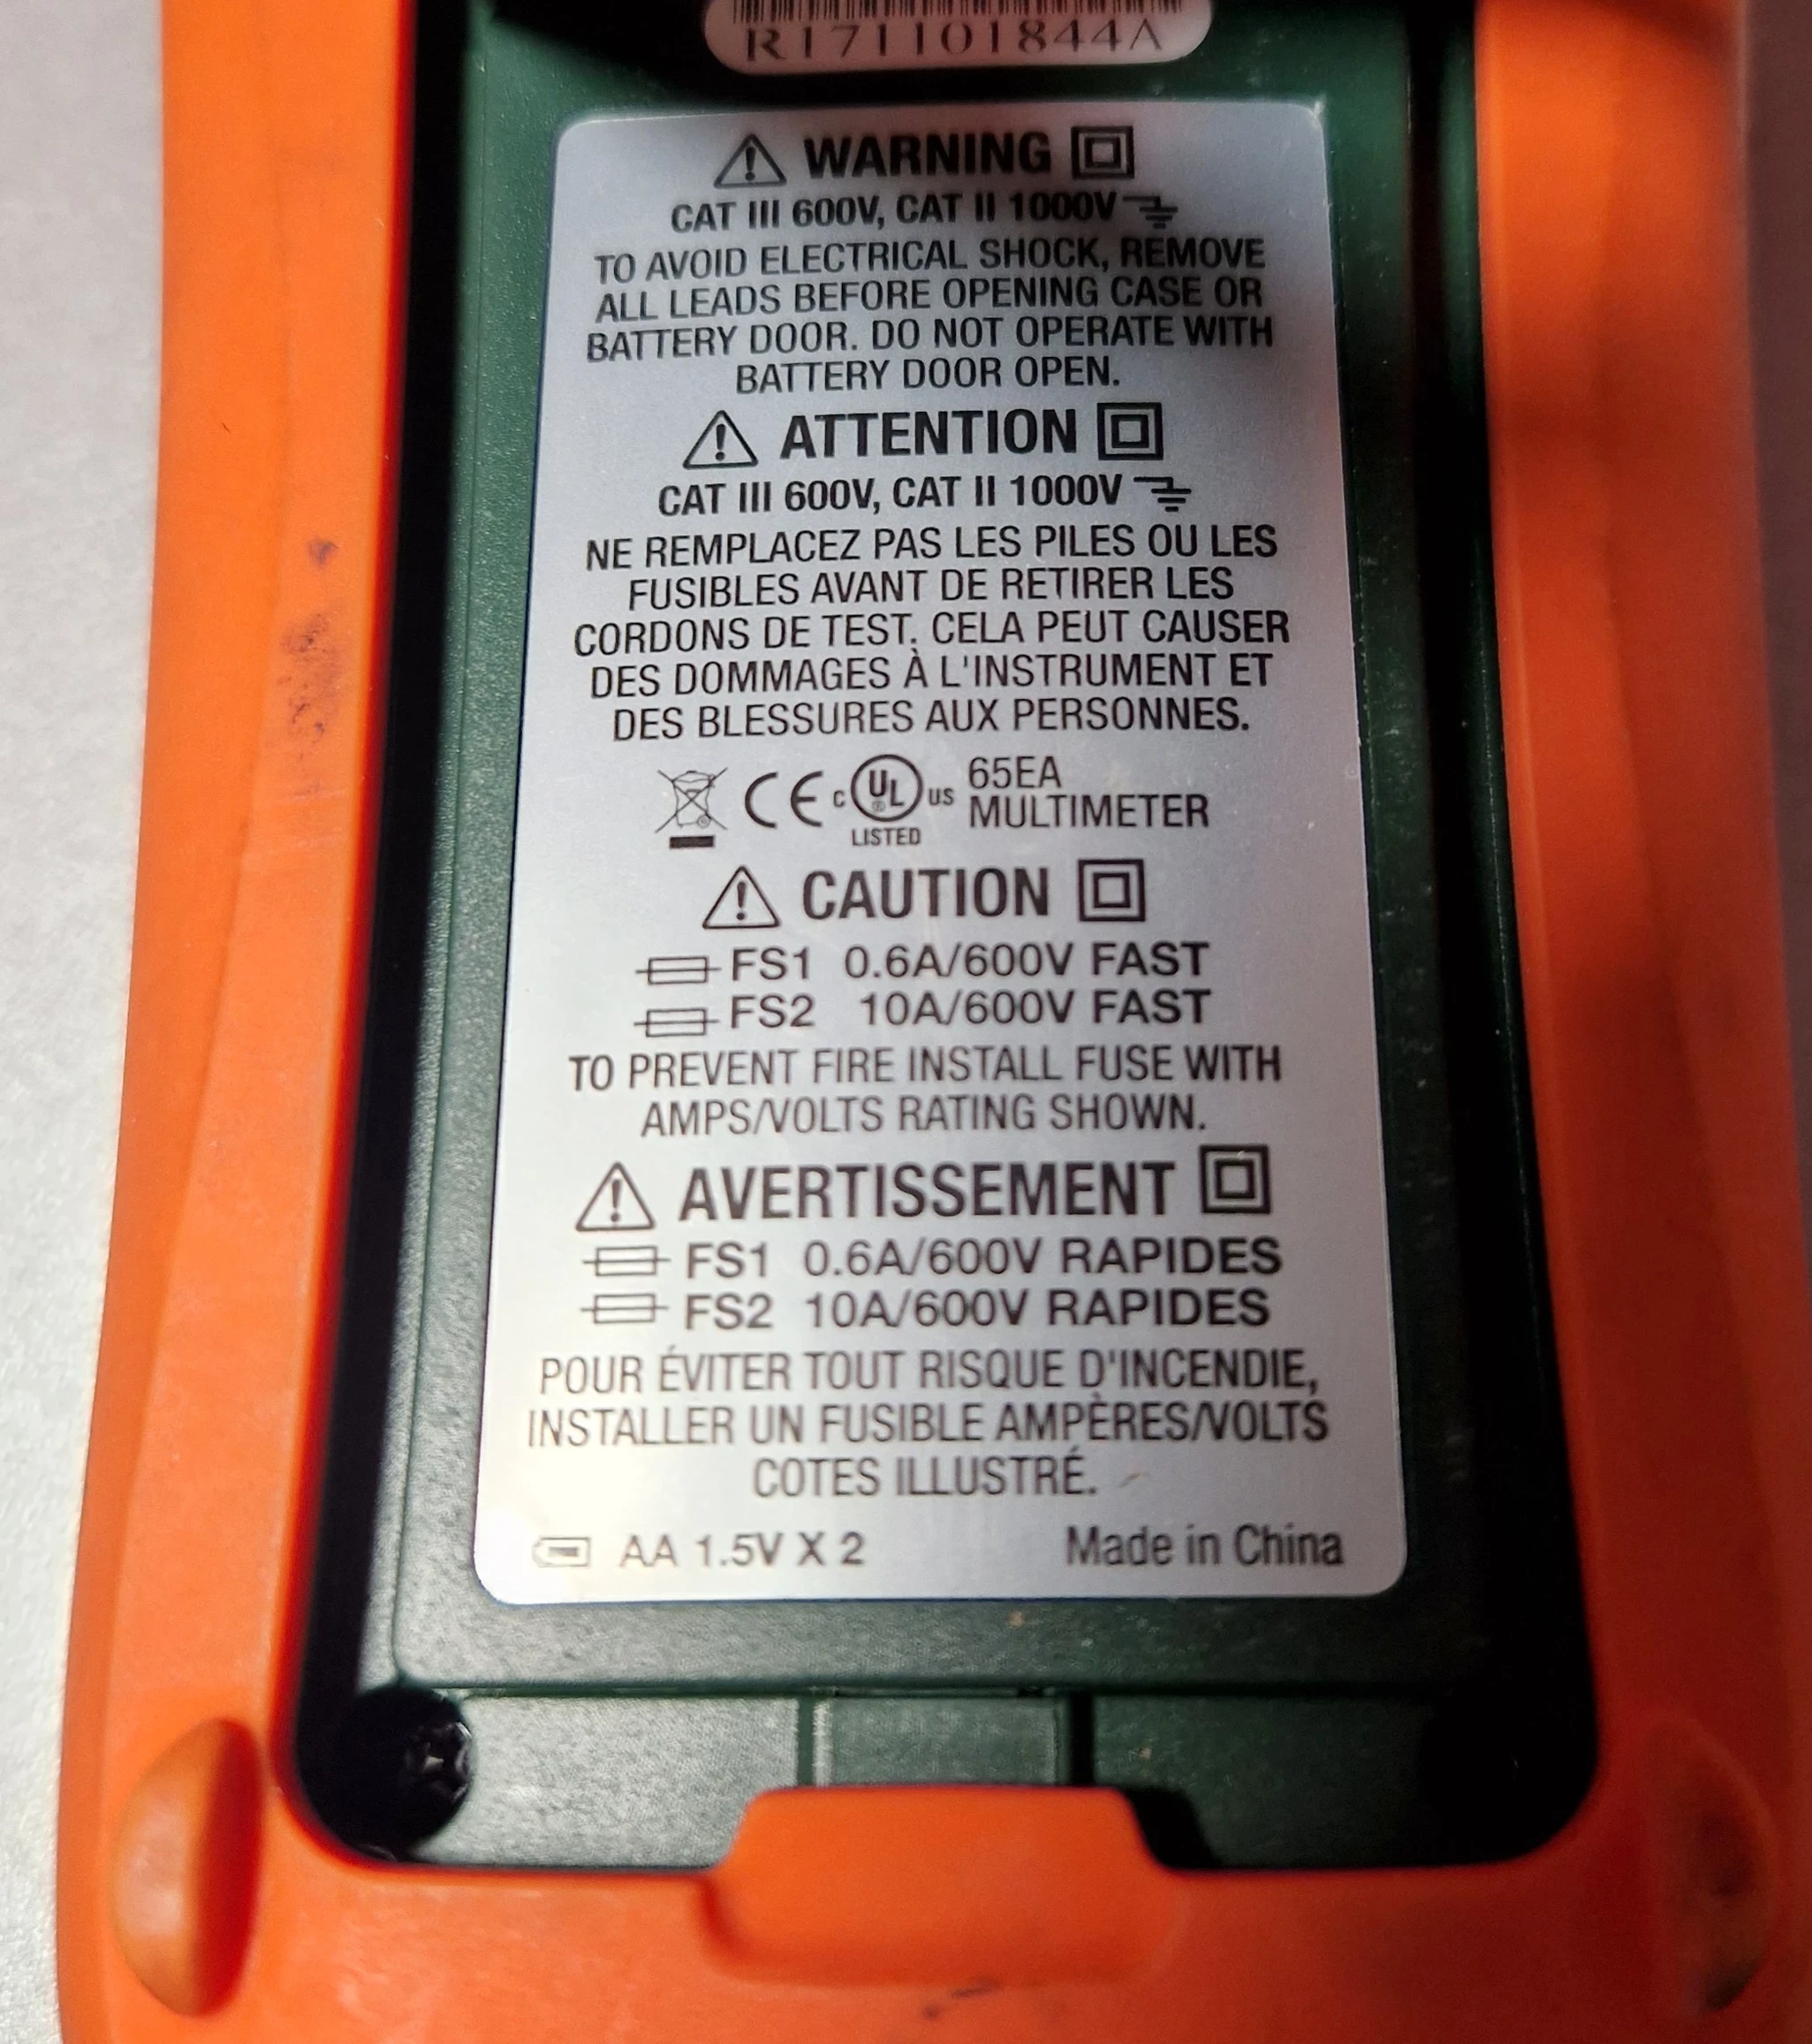 R171101844A
WARNING
CAT III 600V, CAT II 1000V
TO AVOID ELECTRICAL SHOCK, REMOVE
ALL LEADS BEFORE OPENING CASE OR
BATTERY DOOR. DO NOT OPERATE WITH
BATTERY DOOR OPEN.
ATTENTION
CAT III 600V, CAT II 1000V
NE REMPLACEZ PAS LES PILES OU LES
FUSIBLES AVANT DE RETIRER LES
CORDONS DE TEST. CELA PEUT CAUSER
DES DOMMAGES À L'INSTRUMENT ET
DES BLESSURES AUX PERSONNES.
CE C UL US 65EA
LISTED MULTIMETER
CAUTION
FS1 0.6A/600V FAST
FS2 10A/600V FAST
TO PREVENT FIRE INSTALL FUSE WITH
AMPS/VOLTS RATING SHOWN.
AVERTISSEMENT
FS1 0.6A/600V RAPIDES
FS2 10A/600V RAPIDES
POUR ÉVITER TOUT RISQUE D'INCENDIE,
INSTALLER UN FUSIBLE AMPÈRES/VOLTS
COTES ILLUSTRÉ.
AA 1.5V X 2 Made in China